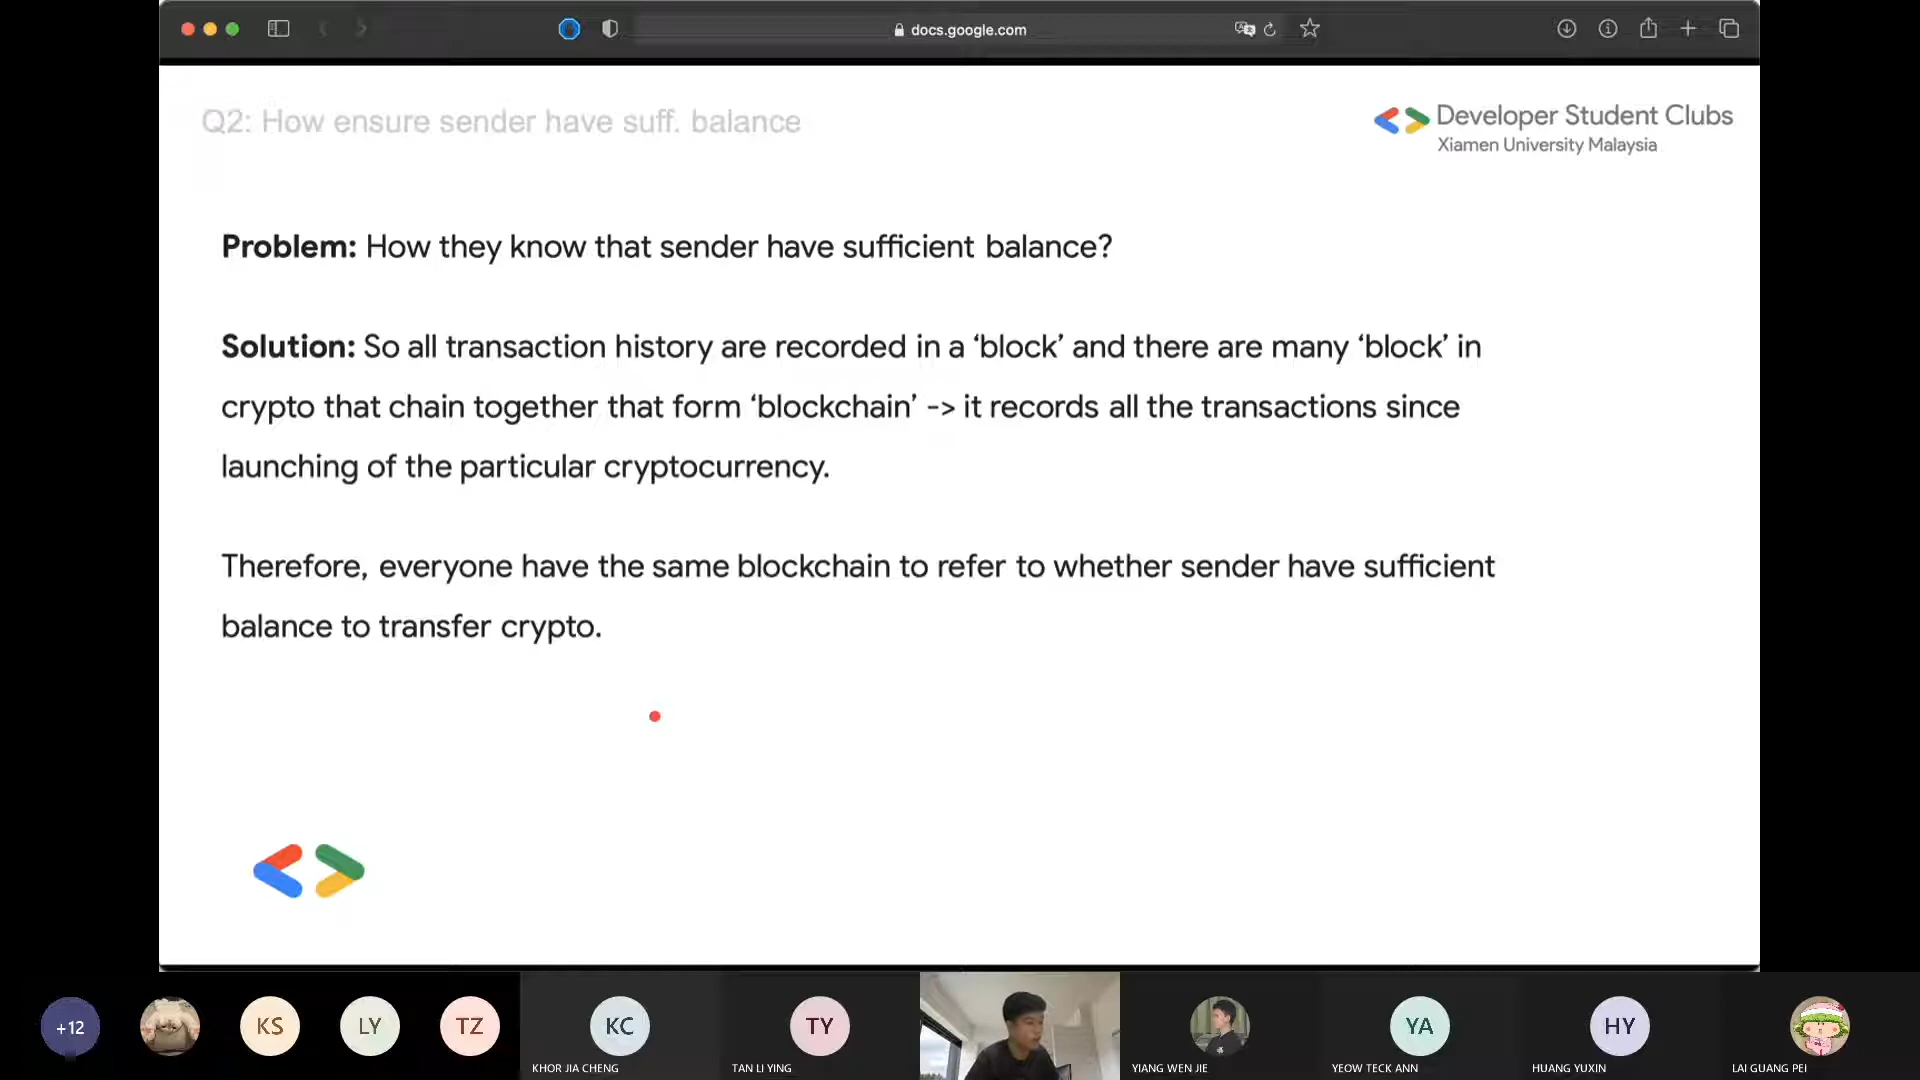 docs.google.com
Q2: How ensure sender have suff. balance
Developer Student Clubs
Xiamen University Malaysia
Problem: How they know that sender have sufficient balance?
Solution: So all transaction history are recorded in a ‘block’ and there are many ‘block’ in
crypto that chain together that form ‘blockchain’ -> it records all the transactions since
launching of the particular cryptocurrency.
Therefore, everyone have the same blockchain to refer to whether sender have sufficient
balance to transfer crypto.
+12
KS
LY
TZ
KC
TY
YA
HY
KHOR JIA CHENG
TAN LI YING
YIANG WEN JIE
YEOW TECK ANN
HUANG YUXIN
LAI GUANG PEI